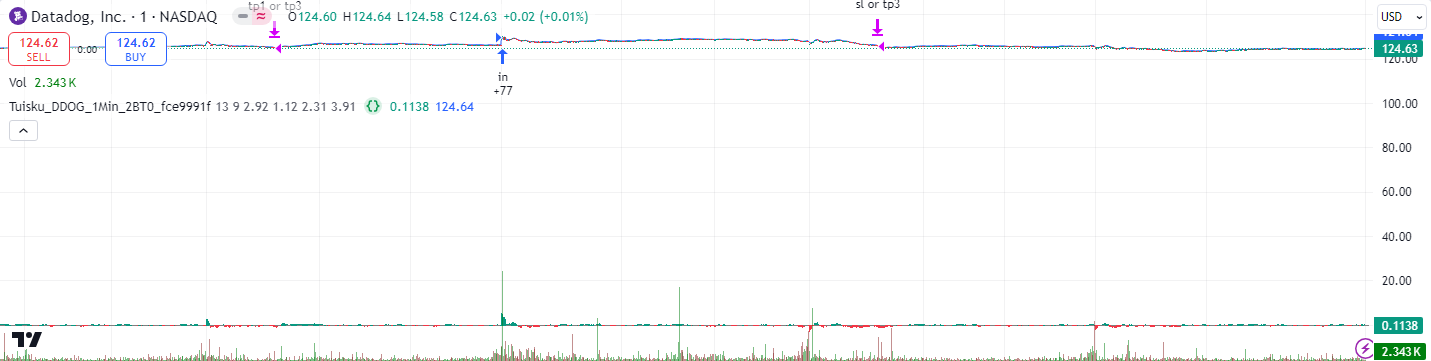 tp1 or tp3
sl or tp3
Datadog, Inc. · 1 · NASDAQ
O124.60 H124.64 L124.58 C124.63 +0.02 (+0.01%)
USD
124.62
SELL
0.00
124.62
BUY
124.63
120.00
Vol 2.343 K
in
+77
Tuisku_DDOG_1Min_2BT0_fce9991f 13 9 2.92 1.12 2.31 3.91 {} 0.1138 124.64
100.00
80.00
60.00
40.00
20.00
0.1138
2.343 K